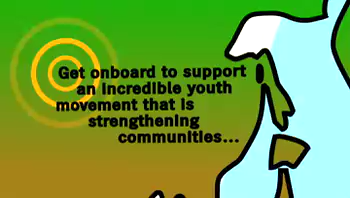 Get onboard to support
an incredible youth
movement that is
strengthening
communities...